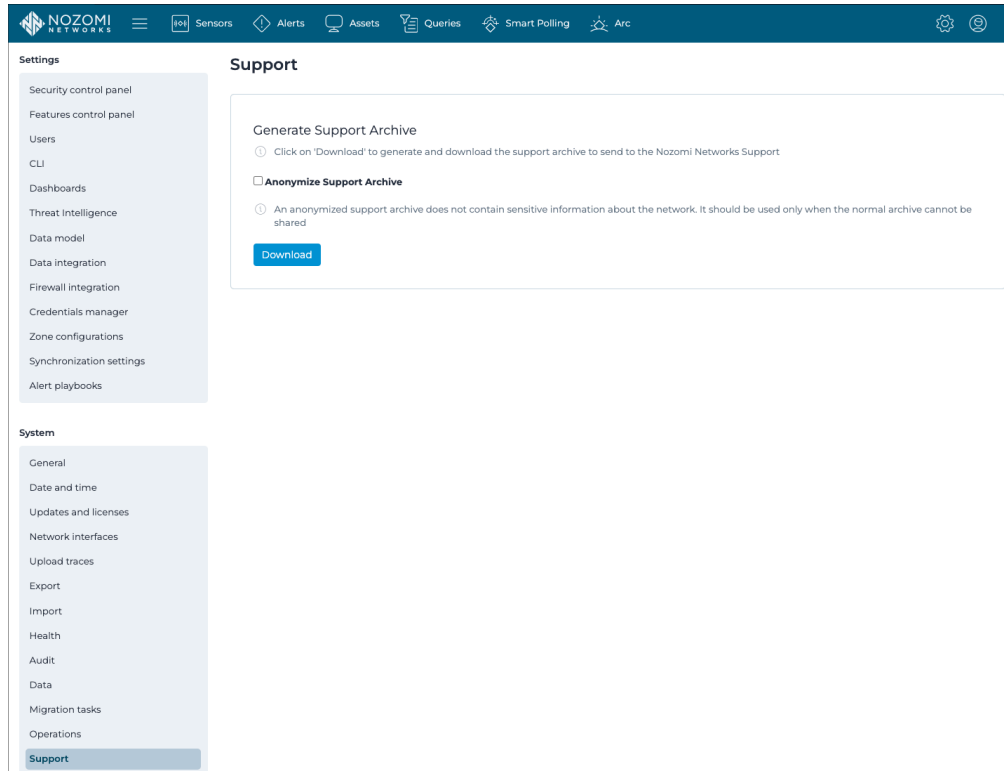 NOZOMI
NETWORKS
Sensors
Alerts
Assets
Queries
Smart Polling
Arc
Settings
Security control panel
Features control panel
Users
CLI
Dashboards
Threat Intelligence
Data model
Data integration
Firewall integration
Credentials manager
Zone configurations
Synchronization settings
Alert playbooks
System
General
Date and time
Updates and licenses
Network interfaces
Upload traces
Export
Import
Health
Audit
Data
Migration tasks
Operations
Support
Support
Generate Support Archive
Click on 'Download' to generate and download the support archive to send to the Nozomi Networks Support
Anonymize Support Archive
An anonymized support archive does not contain sensitive information about the network. It should be used only when the normal archive cannot be
shared
Download